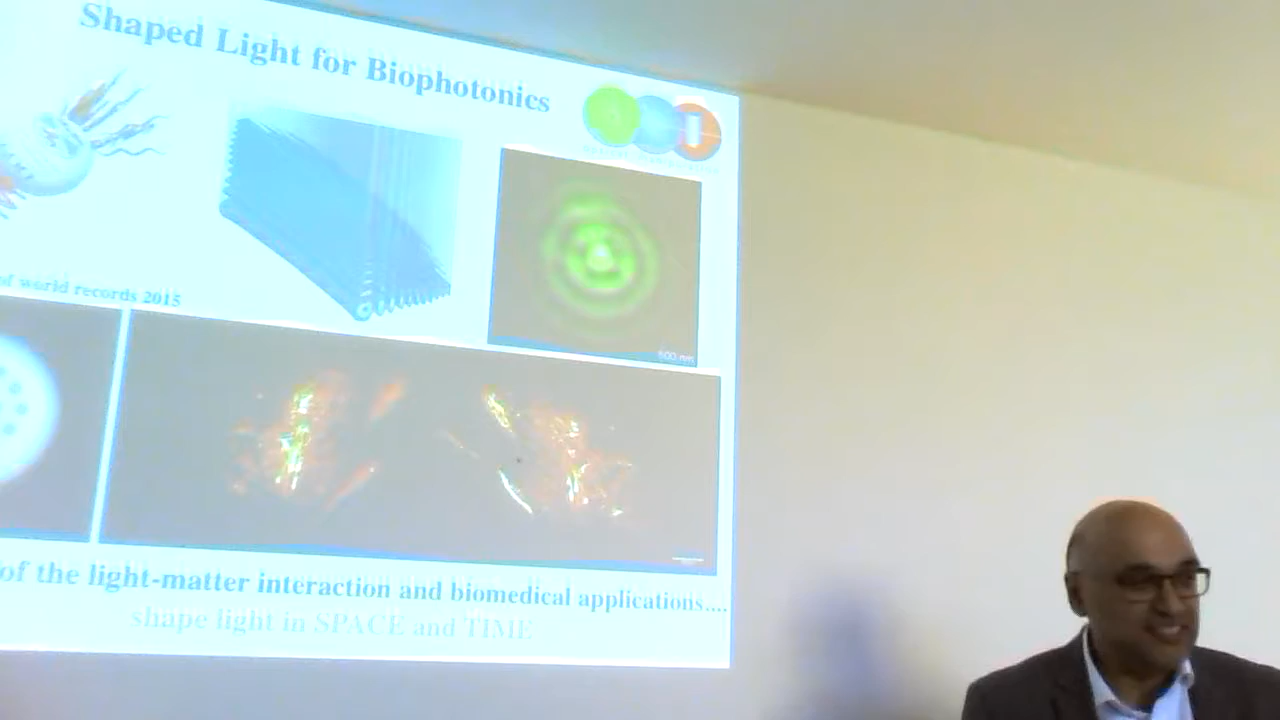 Shaped Light for Biophotonics
of world records 2015
500 nm
of the light-matter interaction and biomedical applications....
shape light in SPACE and TIME